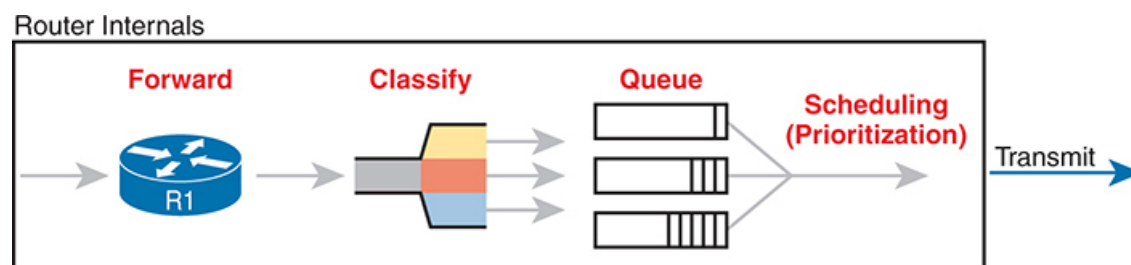 Router Internals
Forward
Classify
Queue
Scheduling
(Prioritization)
Transmit
R1